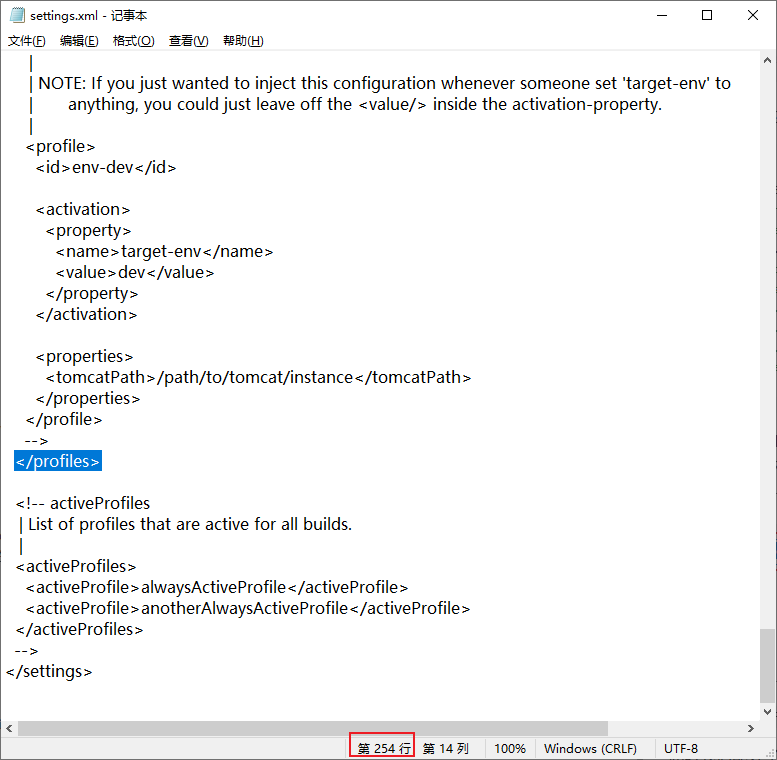 settings.xml - 记事本
文件(F) 编辑(E) 格式(O) 查看(V) 帮助(H)
|
| NOTE: If you just wanted to inject this configuration whenever someone set 'target-env' to
| anything, you could just leave off the <value/> inside the activation-property.
|
<profile>
<id>env-dev</id>
<activation>
<property>
<name>target-env</name>
<value>dev</value>
</property>
</activation>
<properties>
<tomcatPath>/path/to/tomcat/instance</tomcatPath>
</properties>
</profile>
-->
</profiles>
<!-- activeProfiles
| List of profiles that are active for all builds.
|
<activeProfiles>
<activeProfile>alwaysActiveProfile</activeProfile>
<activeProfile>anotherAlwaysActiveProfile</activeProfile>
</activeProfiles>
-->
</settings>
第 254 行 第 14 列 100% Windows (CRLF) UTF-8